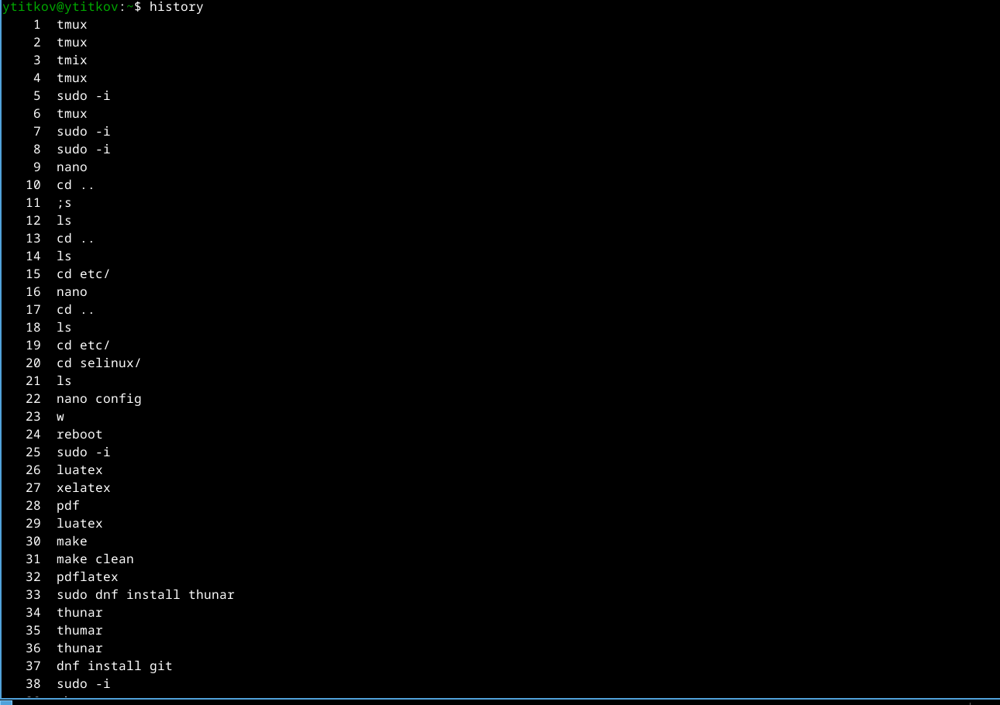 ytitkov@ytitkov:~$ history
1 tmux
2 tmux
3 tmix
4 tmux
5 sudo -i
6 tmux
7 sudo -i
8 sudo -i
9 nano
10 cd ..
11 ;s
12 ls
13 cd ..
14 ls
15 cd etc/
16 nano
17 cd ..
18 ls
19 cd etc/
20 cd selinux/
21 ls
22 nano config
23 w
24 reboot
25 sudo -i
26 luatex
27 xelatex
28 pdf
29 luatex
30 make
31 make clean
32 pdflatex
33 sudo dnf install thunar
34 thunar
35 thumar
36 thunar
37 dnf install git
38 sudo -i